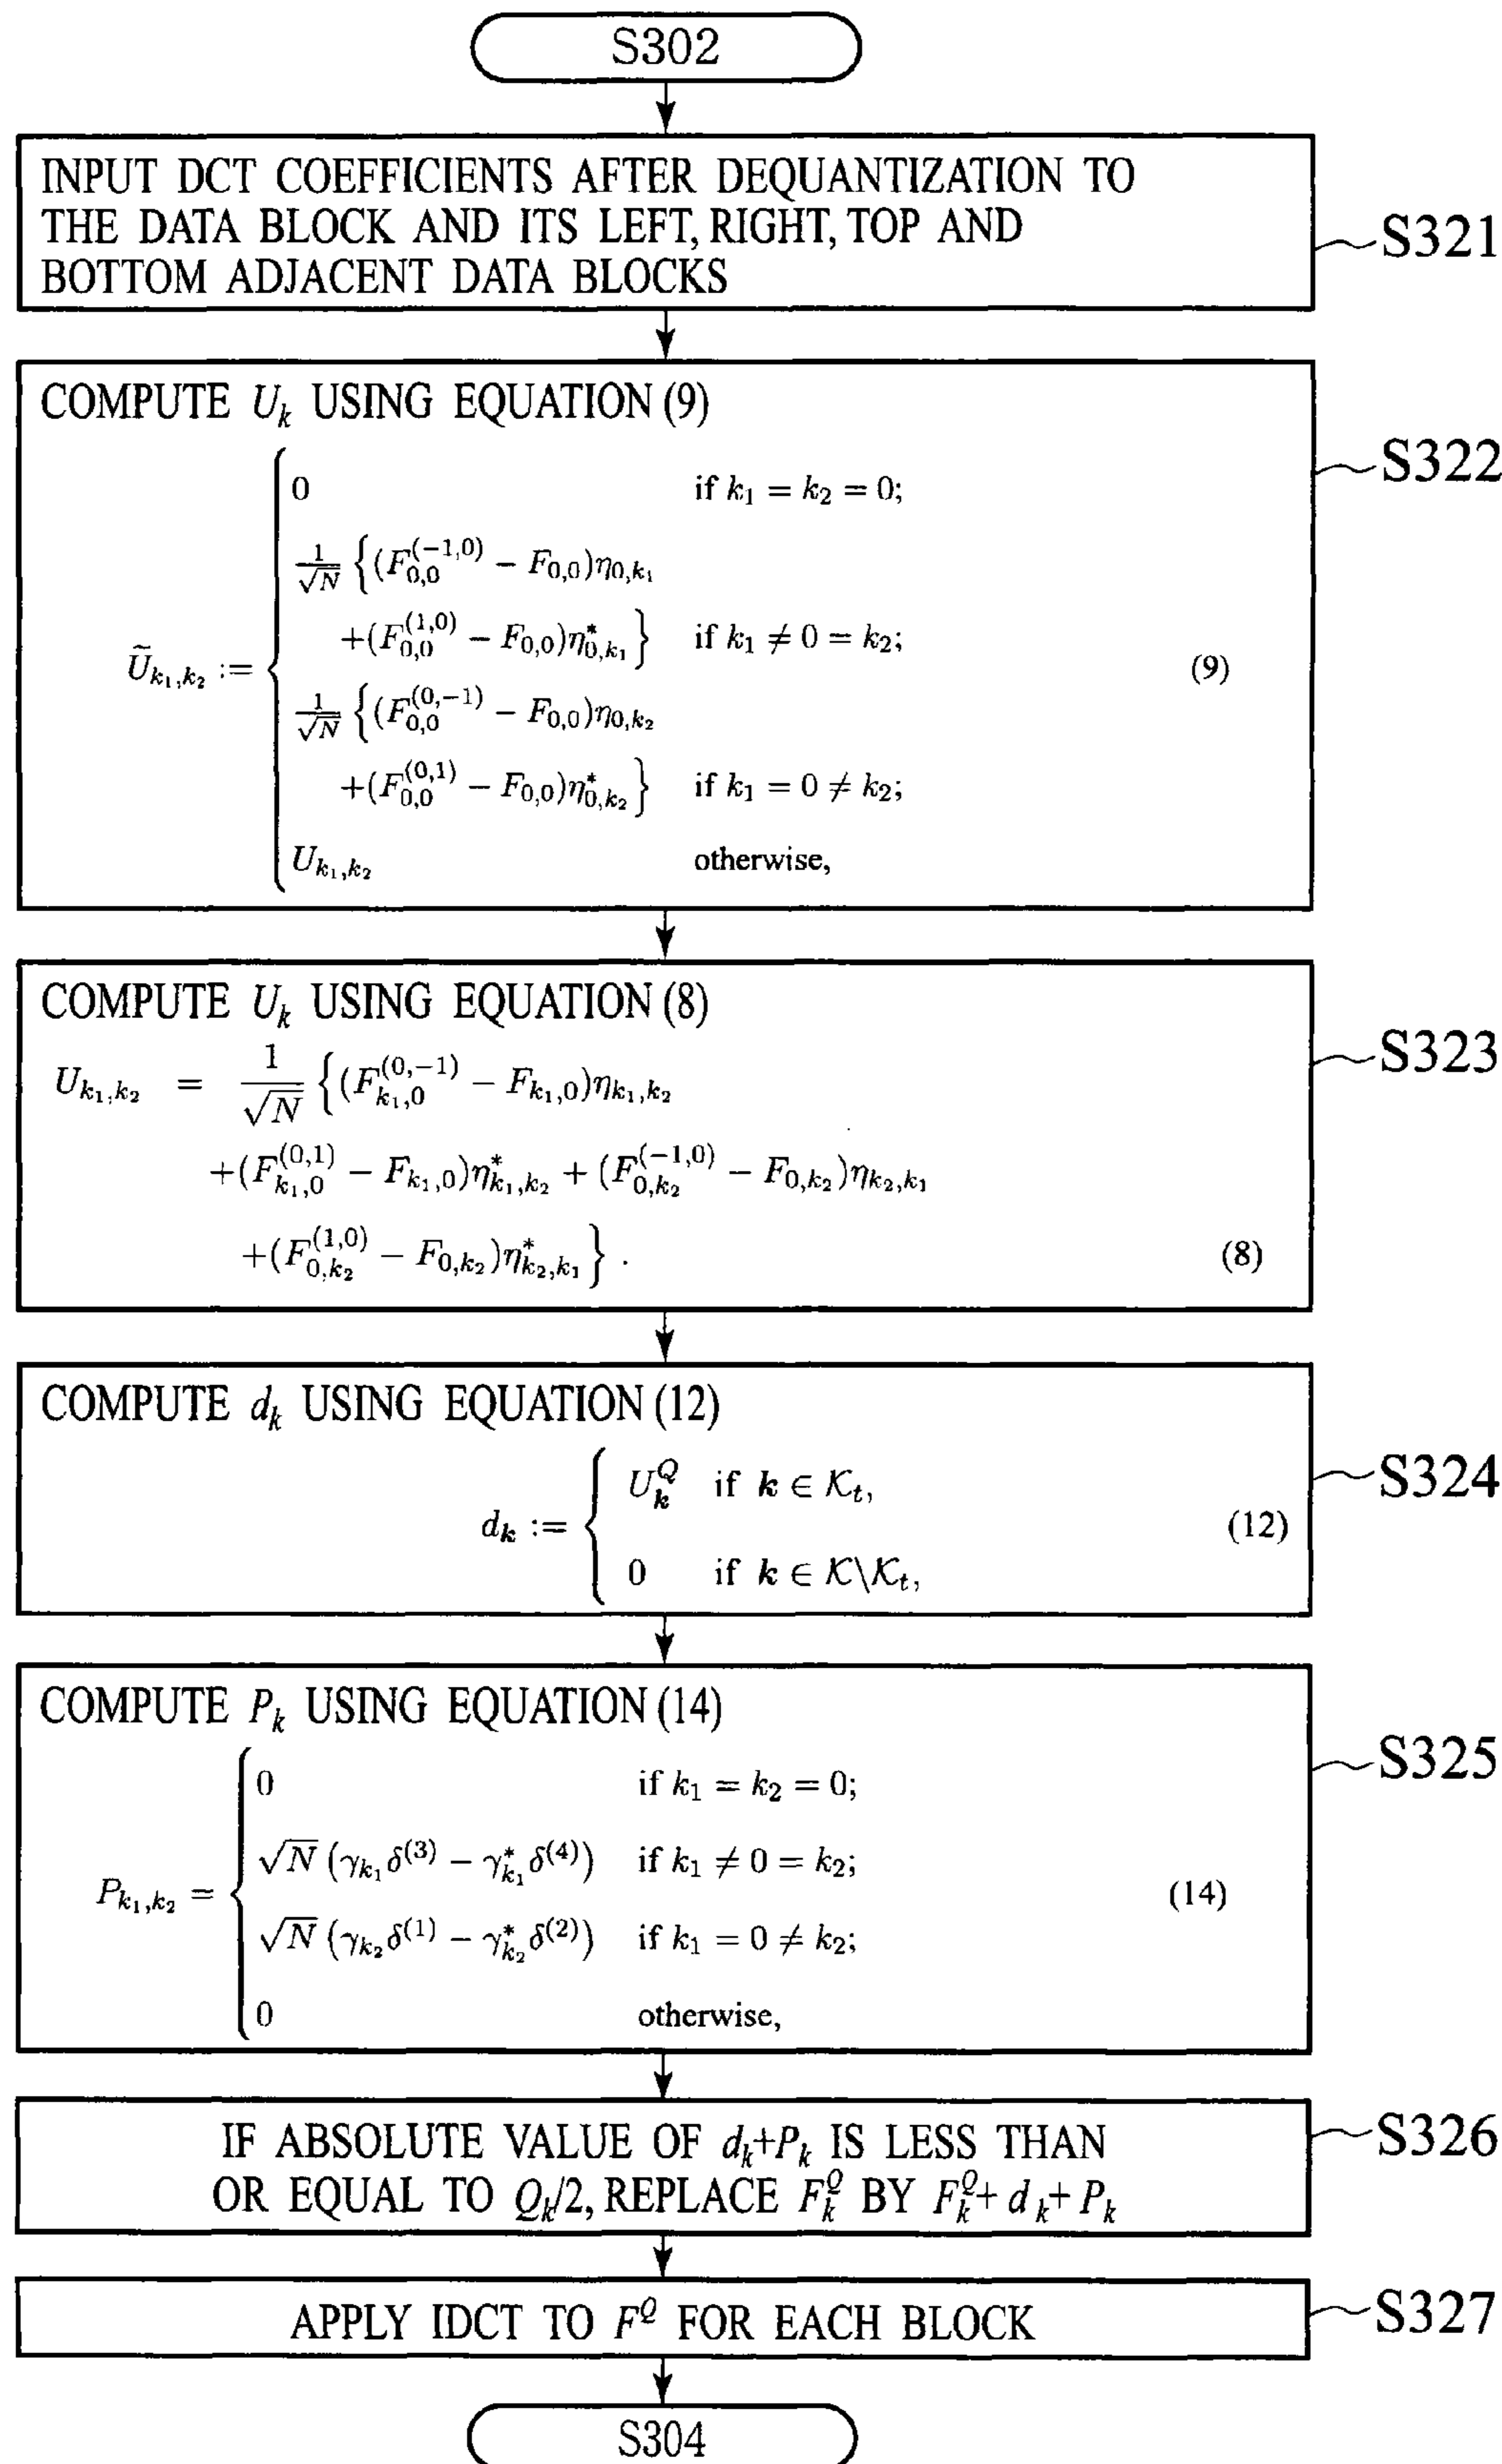 S302
INPUT DCT COEFFICIENTS AFTER DEQUANTIZATION TO
THE DATA BLOCK AND ITS LEFT, RIGHT, TOP AND
BOTTOM ADJACENT DATA BLOCKS
S321
COMPUTE U_k USING EQUATION (9)
S322
Ũ_{k_1,k_2} := {
0 if k_1 = k_2 = 0;
\frac{1}{\sqrt{N}} { (F_{0,0}^{(-1,0)} − F_{0,0})η_{0,k_1}
+(F_{0,0}^{(1,0)} − F_{0,0})η^*_{0,k_1} } if k_1 ≠ 0 = k_2;
(9)
\frac{1}{\sqrt{N}} { (F_{0,0}^{(0,-1)} − F_{0,0})η_{0,k_2}
+(F_{0,0}^{(0,1)} − F_{0,0})η^*_{0,k_2} } if k_1 = 0 ≠ k_2;
U_{k_1,k_2} otherwise,
COMPUTE U_k USING EQUATION (8)
S323
U_{k_1,k_2} = \frac{1}{\sqrt{N}} { (F_{k_1,0}^{(0,-1)} − F_{k_1,0})η_{k_1,k_2}
+(F_{k_1,0}^{(0,1)} − F_{k_1,0})η^*_{k_1,k_2} + (F_{0,k_2}^{(-1,0)} − F_{0,k_2})η_{k_2,k_1}
+(F_{0,k_2}^{(1,0)} − F_{0,k_2})η^*_{k_2,k_1} } . (8)
COMPUTE d_k USING EQUATION (12)
S324
d_k := {
U_k^Q if k ∈ K_t,
(12)
0 if k ∈ K\K_t,
COMPUTE P_k USING EQUATION (14)
S325
P_{k_1,k_2} = {
0 if k_1 = k_2 = 0;
\sqrt{N} (γ_{k_1} δ^{(3)} − γ^*_{k_1} δ^{(4)}) if k_1 ≠ 0 = k_2;
(14)
\sqrt{N} (γ_{k_2} δ^{(1)} − γ^*_{k_2} δ^{(2)}) if k_1 = 0 ≠ k_2;
0 otherwise,
IF ABSOLUTE VALUE OF d_k+P_k IS LESS THAN
OR EQUAL TO Q_k/2, REPLACE F_k^Q BY F_k^Q+ d_k+ P_k
S326
APPLY IDCT TO F^Q FOR EACH BLOCK
S327
S304